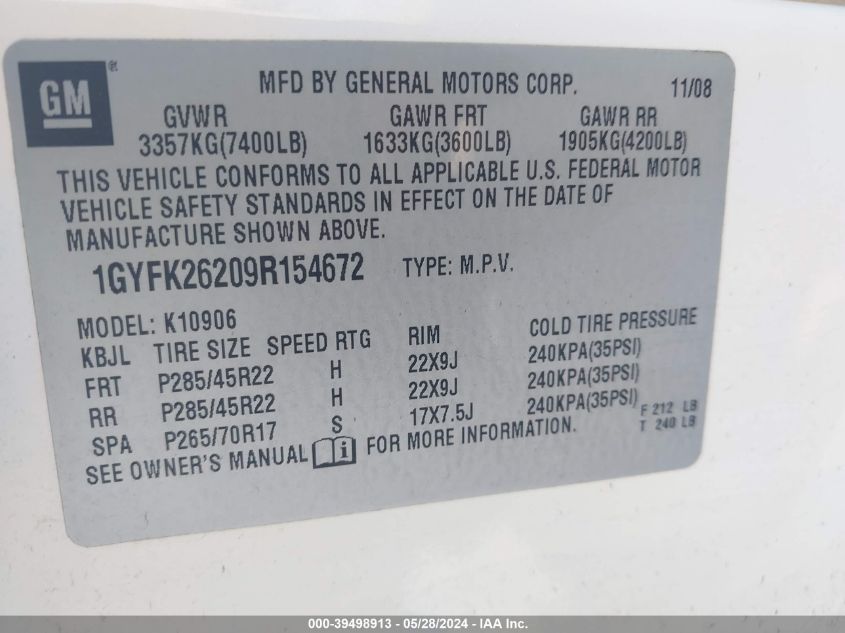 GM ®
MFD BY GENERAL MOTORS CORP. 11/08
GVWR GAWR FRT GAWR RR
3357KG(7400LB) 1633KG(3600LB) 1905KG(4200LB)
THIS VEHICLE CONFORMS TO ALL APPLICABLE U.S. FEDERAL MOTOR
VEHICLE SAFETY STANDARDS IN EFFECT ON THE DATE OF
MANUFACTURE SHOWN ABOVE.
1GYFK26209R154672 TYPE: M.P.V.
MODEL: K10906
KBJL TIRE SIZE SPEED RTG RIM COLD TIRE PRESSURE
FRT P285/45R22 H 22X9J 240KPA(35PSI)
RR P285/45R22 H 22X9J 240KPA(35PSI)
SPA P265/70R17 S 17X7.5J 240KPA(35PSI) F 212 LB
T 240 LB
SEE OWNER'S MANUAL i FOR MORE INFORMATION.
000-39498913 / 05/28/2024 - IAA Inc.